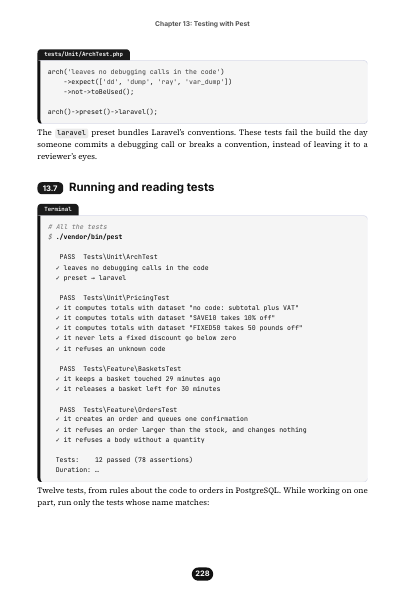 Chapter 13: Testing with Pest
tests/Unit/ArchTest.php
arch('leaves no debugging calls in the code')
->expect(['dd', 'dump', 'ray', 'var_dump'])
->not->toBeUsed();
arch()->preset()->laravel();
The laravel preset bundles Laravel's conventions. These tests fail the build the day
someone commits a debugging call or breaks a convention, instead of leaving it to a
reviewer's eyes.
13.7 Running and reading tests
Terminal
# All the tests
$ ./vendor/bin/pest
PASS Tests\Unit\ArchTest
✓ leaves no debugging calls in the code
✓ preset → laravel
PASS Tests\Unit\PricingTest
✓ it computes totals with dataset "no code: subtotal plus VAT"
✓ it computes totals with dataset "SAVE10 takes 10% off"
✓ it computes totals with dataset "FIXED50 takes 50 pounds off"
✓ it never lets a fixed discount go below zero
✓ it refuses an unknown code
PASS Tests\Feature\BasketsTest
✓ it keeps a basket touched 29 minutes ago
✓ it releases a basket left for 30 minutes
PASS Tests\Feature\OrdersTest
✓ it creates an order and queues one confirmation
✓ it refuses an order larger than the stock, and changes nothing
✓ it refuses a body without a quantity
Tests: 12 passed (78 assertions)
Duration: …
Twelve tests, from rules about the code to orders in PostgreSQL. While working on one
part, run only the tests whose name matches:
228